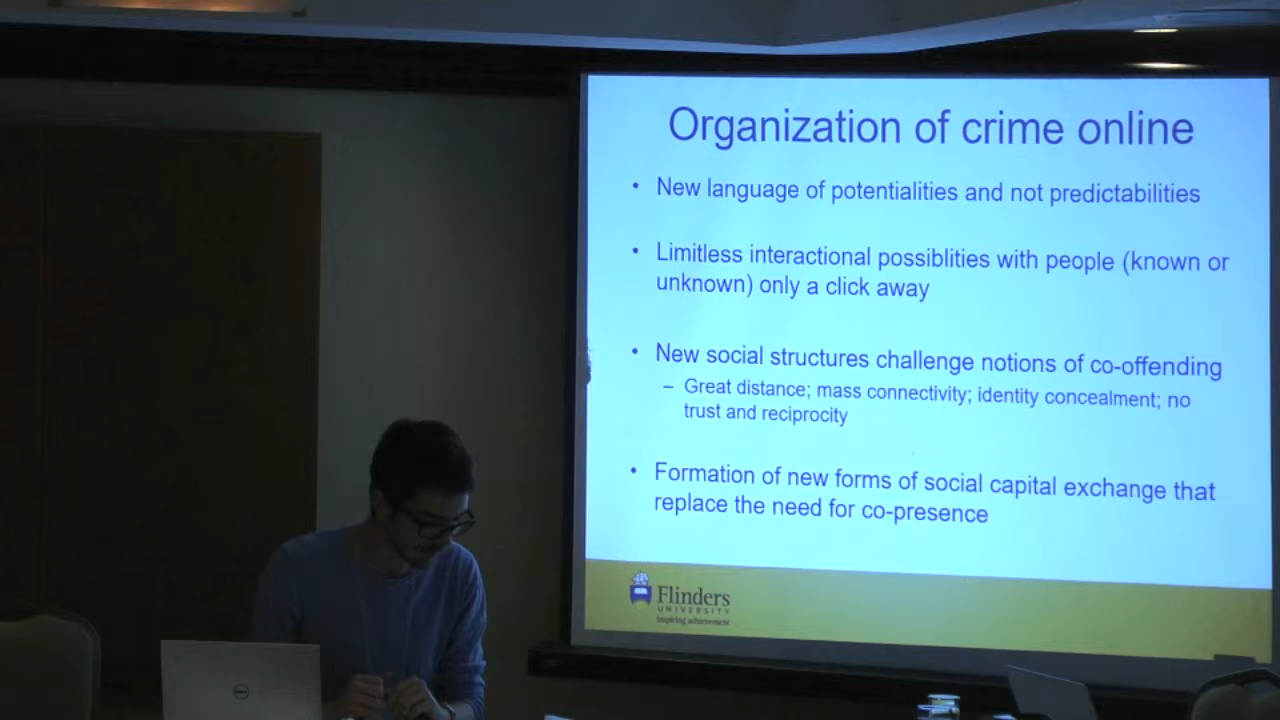 Organization of crime online
• New language of potentialities and not predictabilities
• Limitless interactional possiblities with people (known or
unknown) only a click away
• New social structures challenge notions of co-offending
– Great distance; mass connectivity; identity concealment; no
trust and reciprocity
• Formation of new forms of social capital exchange that
replace the need for co-presence
Flinders
UNIVERSITY
inspiring achievement
DELL